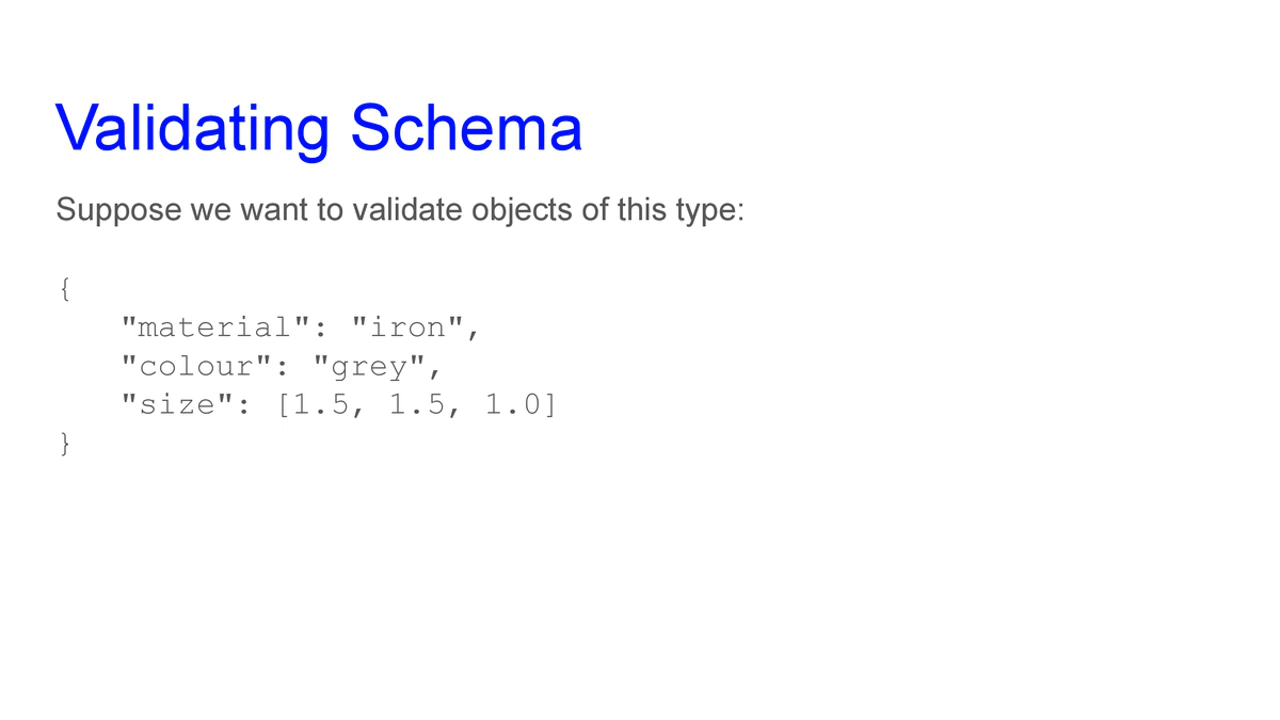 Validating Schema
Suppose we want to validate objects of this type:
{
    "material": "iron",
    "colour": "grey",
    "size": [1.5, 1.5, 1.0]
}